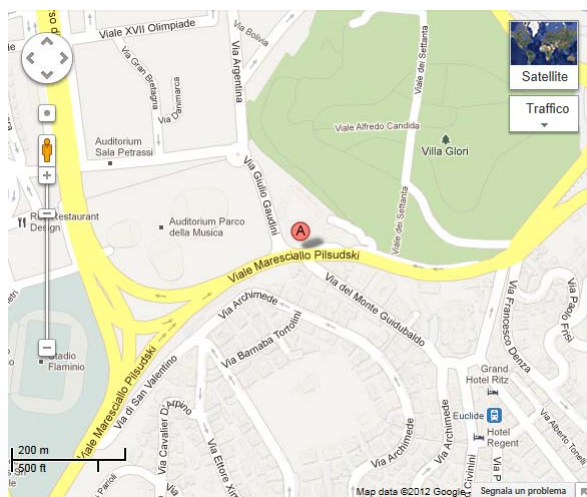 Viale XVII Olimpiade
Via Bolivia
Via Argentina
Via Gran Bretagna
Via Danimarca
Viale dei Settanta
Satellite
Traffico
Viale Alfredo Candida
Villa Glori
Auditorium
Sala Petrassi
Via Giulio Gaudini
Auditorium Parco
della Musica
Restaurant
Design
A
Viale dei Settanta
Viale Maresciallo Pilsudski
Via Archimede
Via del Monte Guidubaldo
Via Francesco Denza
Via Paolo Frisi
Via Barnaba Tortolini
Stadio
Flaminio
Viale Maresciallo Pilsudski
Via di San Valentino
Grand
Hotel Ritz
Euclide
Hotel
Regent
Via Alberto Tonelli
Via Cavalier D'Arpino
Via Ettore
Via Archimede
Via Archimede
Civinini
Via P
200 m
500 ft
Parioli
Map data ©2012 Google
Segnala un problema